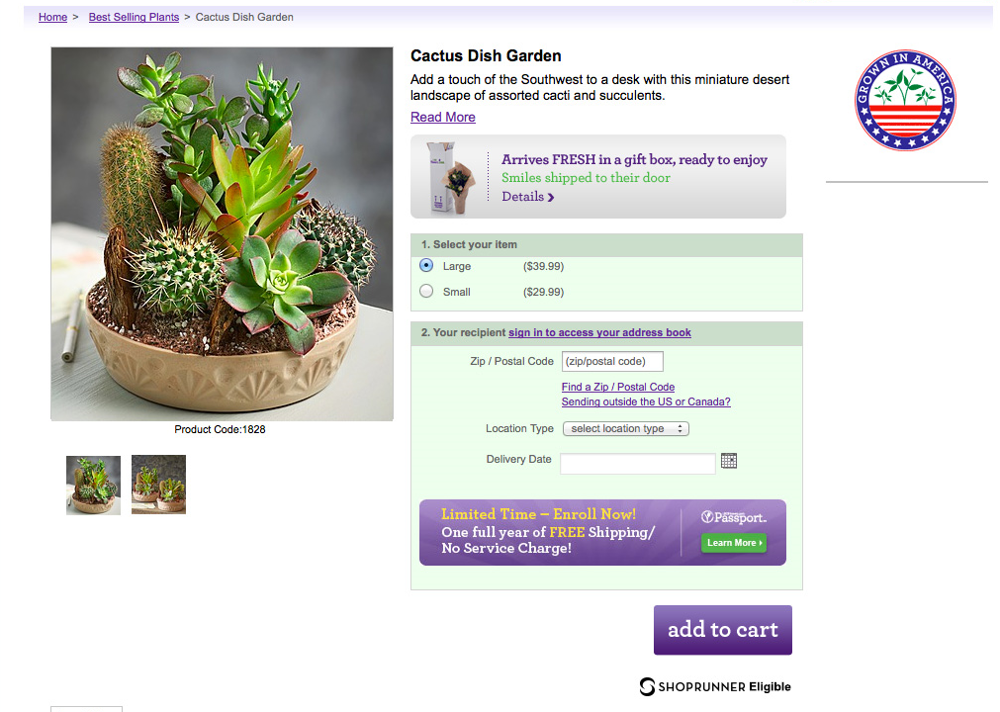 Home > Best Selling Plants > Cactus Dish Garden
Cactus Dish Garden
Add a touch of the Southwest to a desk with this miniature desert
landscape of assorted cacti and succulents.
Read More
GROWN IN AMERICA
Arrives FRESH in a gift box, ready to enjoy
Smiles shipped to their door
Details
1. Select your item
Large ($39.99)
Small ($29.99)
2. Your recipient sign in to access your address book
Zip / Postal Code (zip/postal code)
Find a Zip / Postal Code
Sending outside the US or Canada?
Location Type select location type
Delivery Date
Product Code:1828
Limited Time – Enroll Now!
One full year of FREE Shipping/
No Service Charge!
Passport
Learn More
add to cart
SHOPRUNNER Eligible